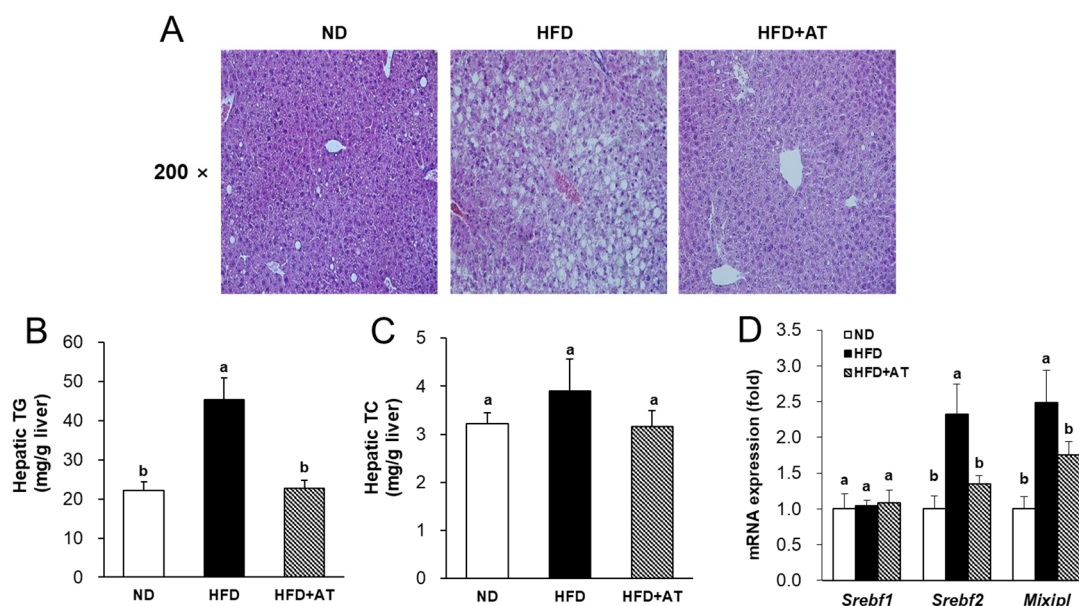 A
ND
HFD
HFD+AT
200 ×
B
Hepatic TG
(mg/g liver)
60
50
40
30
20
10
0
b
a
b
ND
HFD
HFD+AT
C
Hepatic TC
(mg/g liver)
5
4
3
2
1
0
a
a
a
ND
HFD
HFD+AT
D
mRNA expression (fold)
3.5
3.0
2.5
2.0
1.5
1.0
0.5
0.0
ND
HFD
HFD+AT
a
a
a
b
a
b
b
a
b
Srebf1
Srebf2
Mixipl